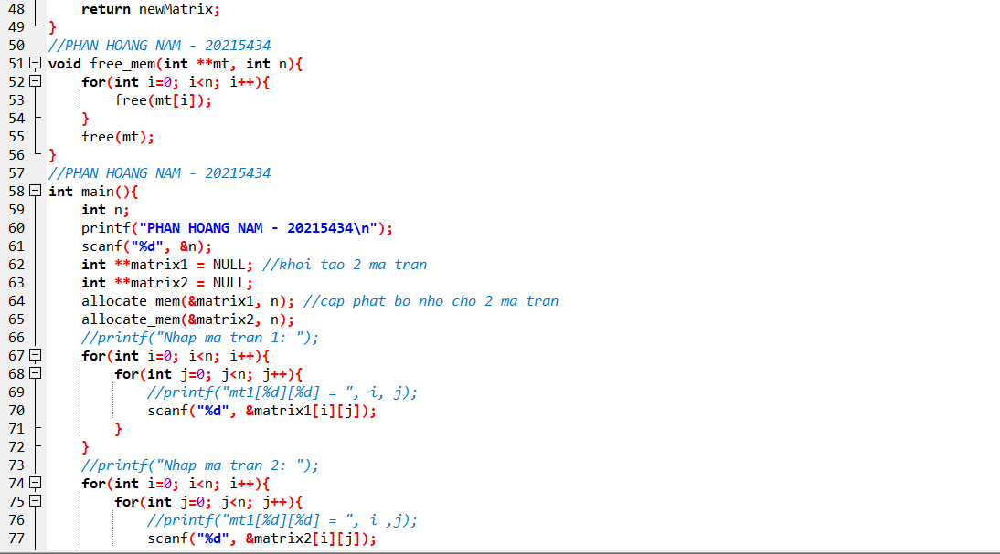 48 return newMatrix;
49 }
50 //PHAN HOANG NAM - 20215434
51 void free_mem(int **mt, int n){
52 for(int i=0; i<n; i++){
53 free(mt[i]);
54 }
55 free(mt);
56 }
57 //PHAN HOANG NAM - 20215434
58 int main(){
59 int n;
60 printf("PHAN HOANG NAM - 20215434\n");
61 scanf("%d", &n);
62 int **matrix1 = NULL; //khoi tao 2 ma tran
63 int **matrix2 = NULL;
64 allocate_mem(&matrix1, n); //cap phat bo nho cho 2 ma tran
65 allocate_mem(&matrix2, n);
66 //printf("Nhap ma tran 1: ");
67 for(int i=0; i<n; i++){
68 for(int j=0; j<n; j++){
69 //printf("mt1[%d][%d] = ", i, j);
70 scanf("%d", &matrix1[i][j]);
71 }
72 }
73 //printf("Nhap ma tran 2: ");
74 for(int i=0; i<n; i++){
75 for(int j=0; j<n; j++){
76 //printf("mt1[%d][%d] = ", i ,j);
77 scanf("%d", &matrix2[i][j]);